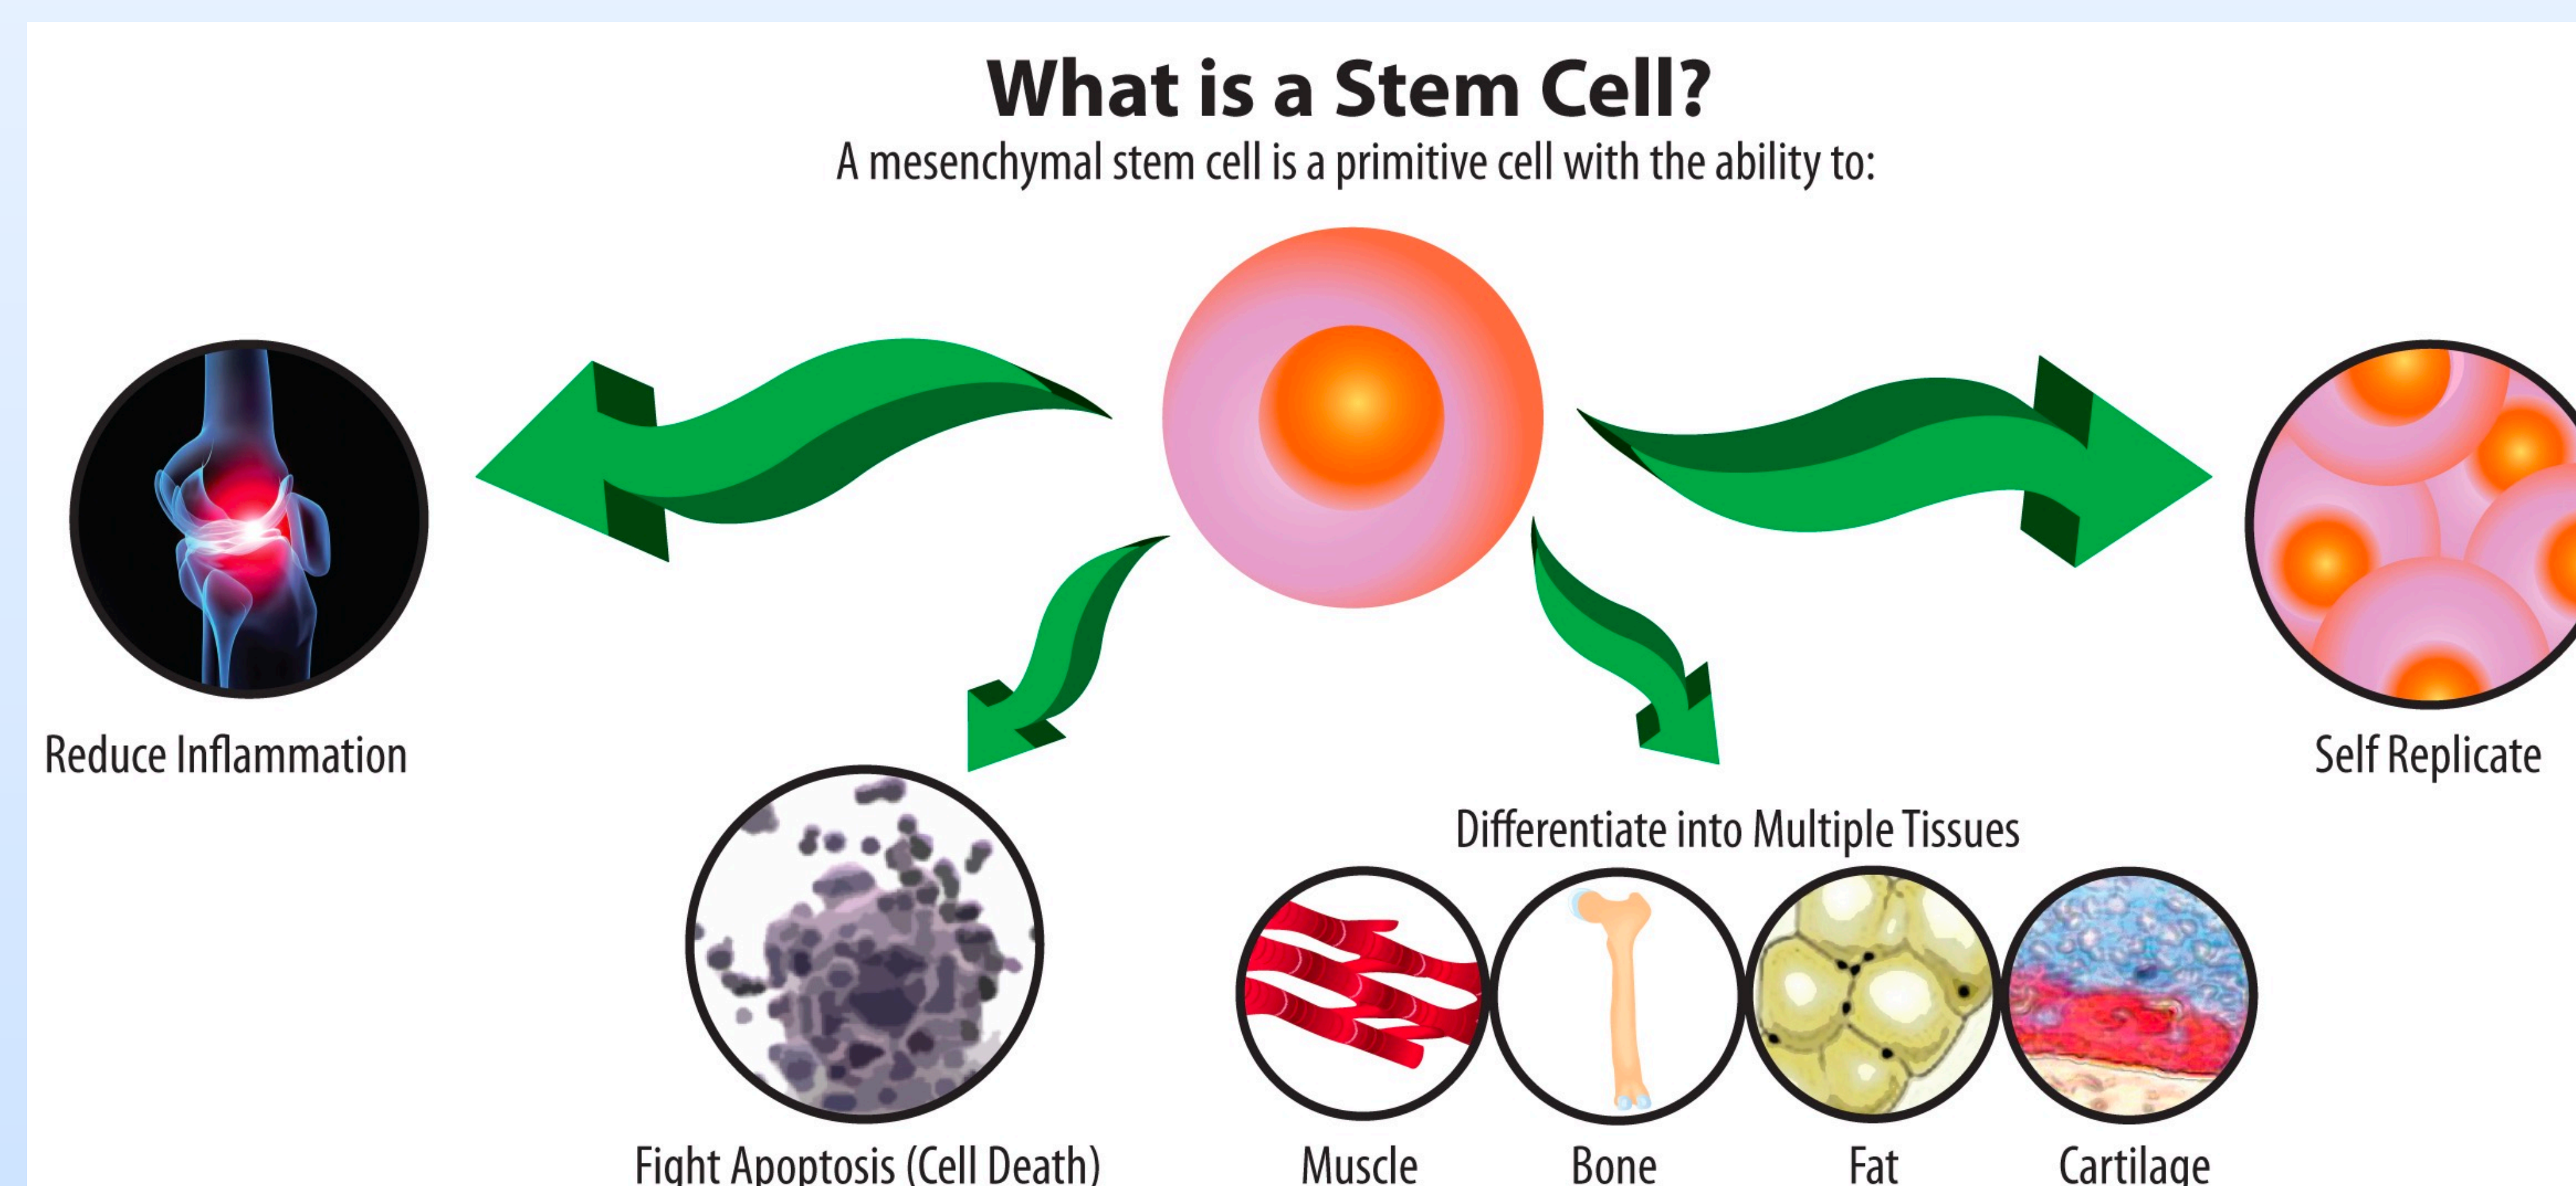 What is a Stem Cell?
A mesenchymal stem cell is a primitive cell with the ability to:
Reduce Inflammation
Self Replicate
Differentiate into Multiple Tissues
Fight Apoptosis (Cell Death)
Muscle
Bone
Fat
Cartilage